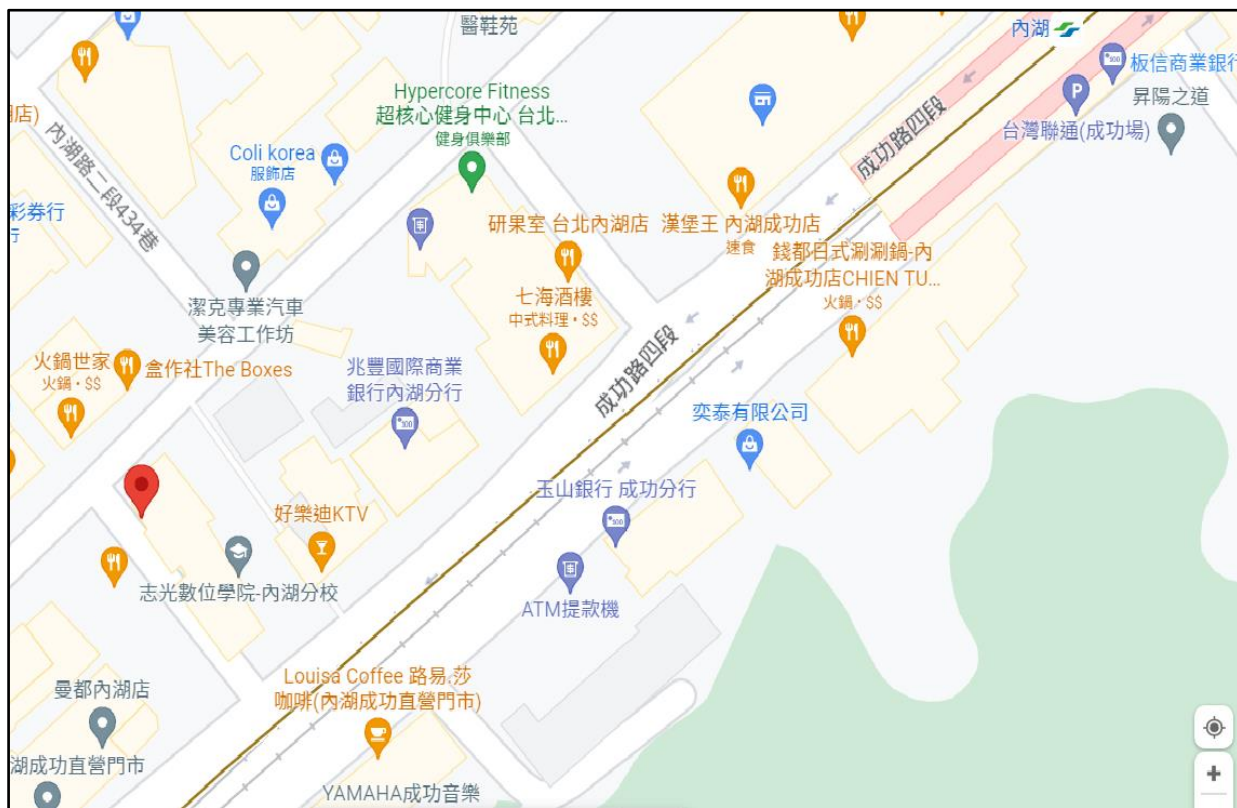 醫鞋苑
內湖
板信商業銀行
昇陽之道
台灣聯通(成功場)
Hypercore Fitness
超核心健身中心 台北...
健身俱樂部
成功路四段
店)
內湖路二段434巷
Coli korea
服飾店
彩券行
行
研果室 台北內湖店
漢堡王 內湖成功店
速食
錢都日式涮涮鍋-內
湖成功店CHIEN TU...
火鍋・$$
七海酒樓
中式料理・$$
潔克專業汽車
美容工作坊
成功路四段
火鍋世家
火鍋・$$
盒作社The Boxes
兆豐國際商業
銀行內湖分行
奕泰有限公司
玉山銀行 成功分行
好樂迪KTV
志光數位學院-內湖分校
ATM提款機
Louisa Coffee 路易.莎
咖啡(內湖成功直營門市)
曼都內湖店
湖成功直營門市
YAMAHA成功音樂